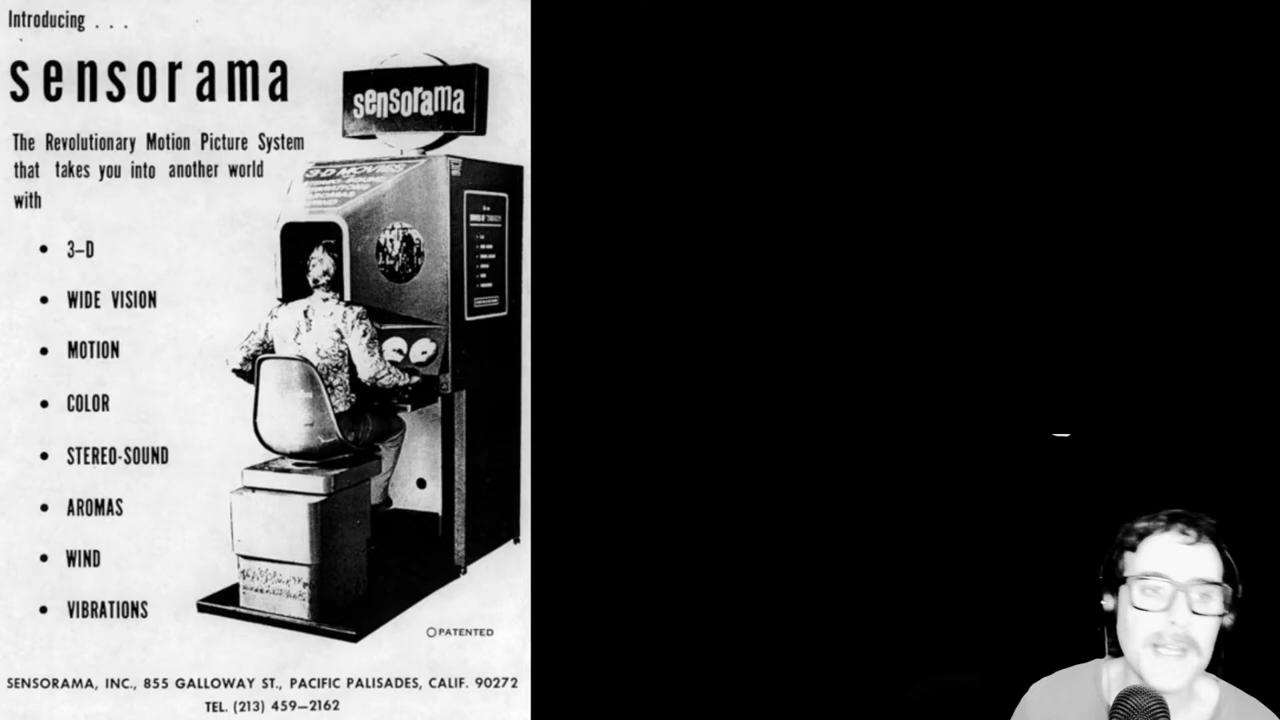 Introducing . . .
sensorama
sensorama
The Revolutionary Motion Picture System
that takes you into another world
with
3-D MOVIES
• 3–D
• WIDE VISION
• MOTION
• COLOR
• STEREO-SOUND
• AROMAS
• WIND
• VIBRATIONS
PATENTED
SENSORAMA, INC., 855 GALLOWAY ST., PACIFIC PALISADES, CALIF. 90272
TEL. (213) 459–2162